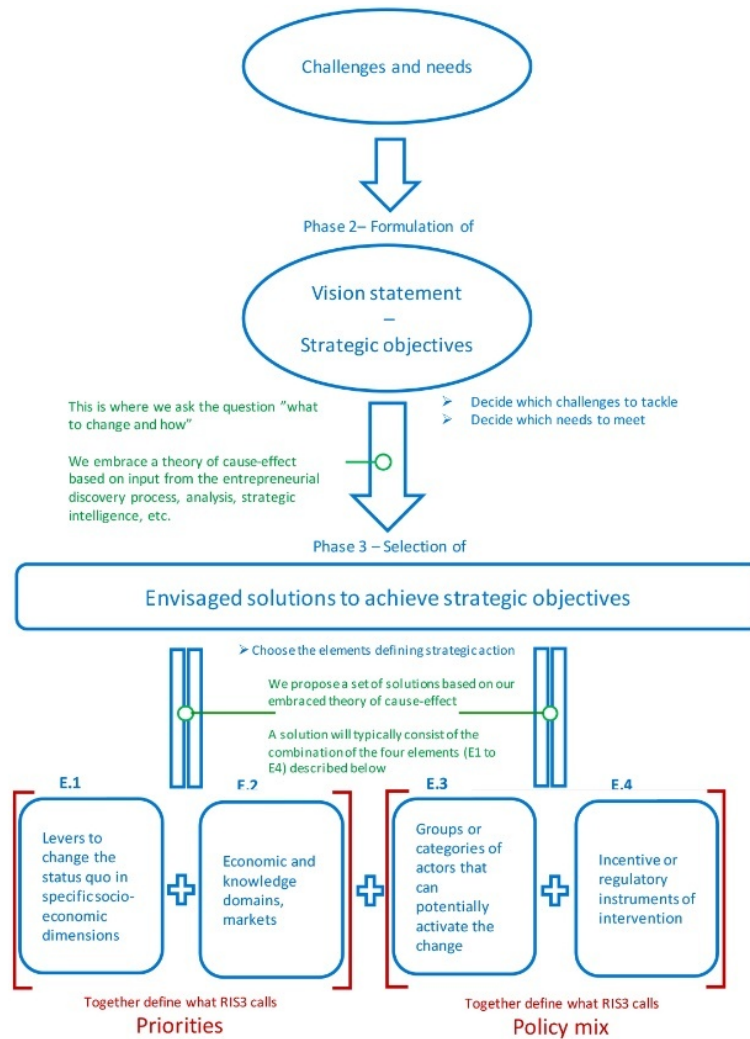 Challenges and needs
Phase 2– Formulation of
Vision statement
–
Strategic objectives
This is where we ask the question "what
to change and how"
We embrace a theory of cause-effect
based on input from the entrepreneurial
discovery process, analysis, strategic
intelligence, etc.
➢ Decide which challenges to tackle
➢ Decide which needs to meet
Phase 3 – Selection of
Envisaged solutions to achieve strategic objectives
➢ Choose the elements defining strategic action
We propose a set of solutions based on our
embraced theory of cause-effect
A solution will typically consist of the
combination of the four elements (E1 to
E4) described below
E.1
Levers to
change the
status quo in
specific socio-
economic
dimensions
E.2
Economic and
knowledge
domains,
markets
E.3
Groups or
categories of
actors that
can
potentially
activate the
change
E.4
Incentive or
regulatory
instruments of
intervention
Together define what RIS3 calls
Priorities
Together define what RIS3 calls
Policy mix